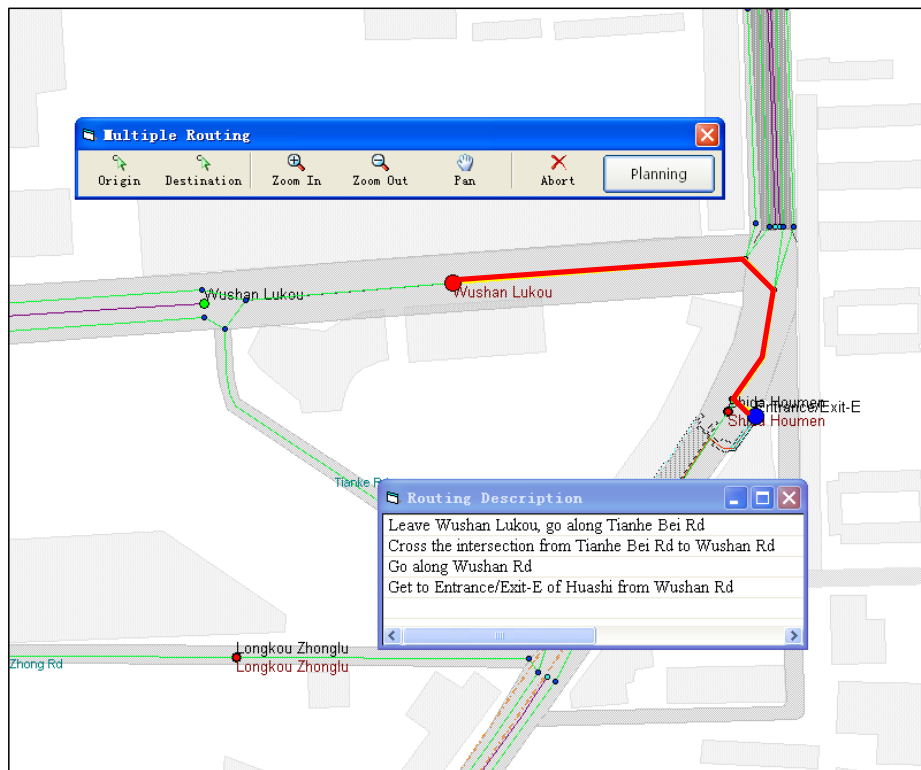 Multiple Routing
Origin Destination Zoom In Zoom Out Pan Abort Planning
Wushan Lukou
Wushan Lukou
Shida Houmen
Entrance/Exit-E
Shida Houmen
Tianke R
Routing Description
Leave Wushan Lukou, go along Tianhe Bei Rd
Cross the intersection from Tianhe Bei Rd to Wushan Rd
Go along Wushan Rd
Get to Entrance/Exit-E of Huashi from Wushan Rd
Longkou Zhonglu
Zhong Rd
Longkou Zhonglu